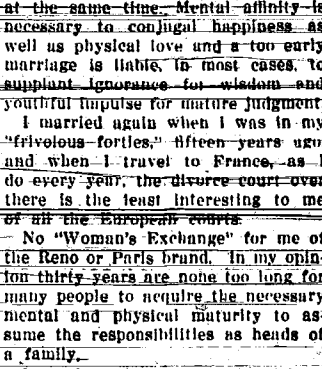 at the same time. Mental affinity is
necessary to conjugal happiness as
well as physical love and a too early
marriage is liable, in most cases, to
supplant ignorance for wisdom and
youthful impulse for mature judgment
I married again when I was in my
"frivolous forties," fifteen years ago
and when I travel to France, as I
do every year, the divorce court over
there is the least interesting to me
of all the European courts.
No "Woman's Exchange" for me of
the Reno or Paris brand. In my opin-
ion thirty years are none too long for
many people to acquire the necessary
mental and physical maturity to as-
sume the responsibilities as heads of
a family.